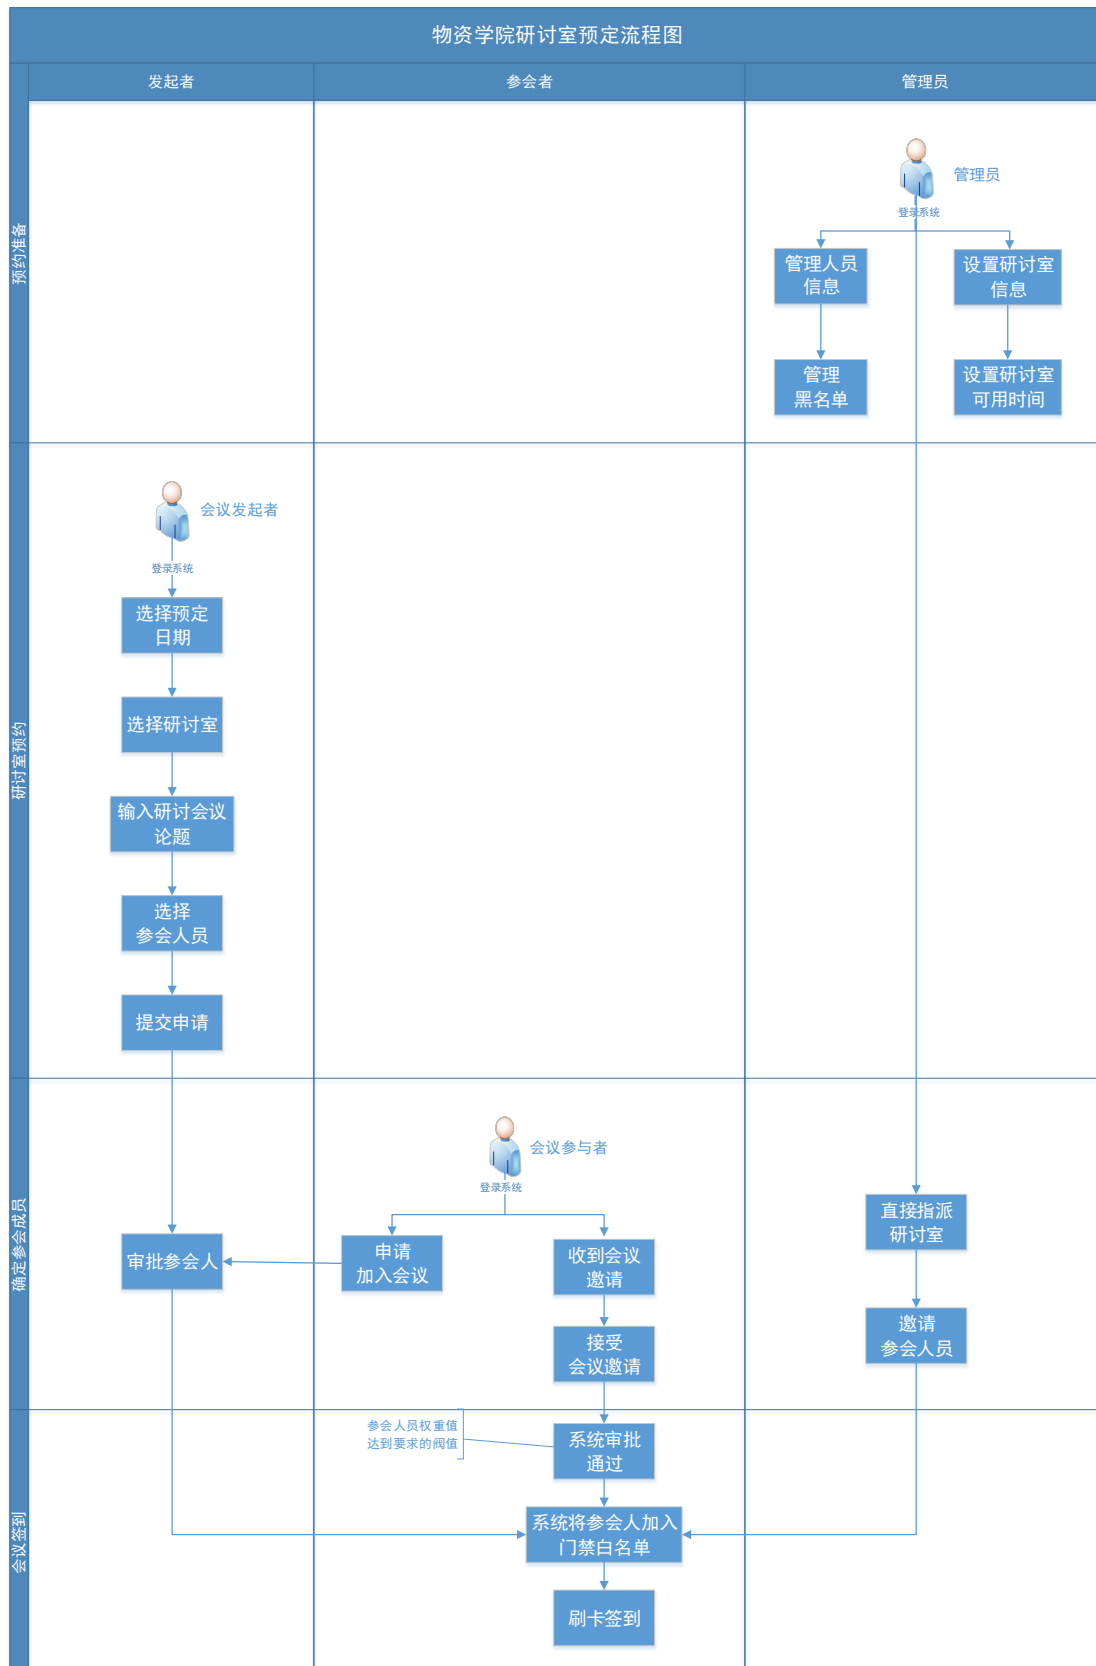 物资学院研讨室预定流程图
发起者
参会者
管理员
预约准备
管理员
登录系统
管理人员
信息
设置研讨室
信息
管理
黑名单
设置研讨室
可用时间
研讨室预约
会议发起者
登录系统
选择预定
日期
选择研讨室
输入研讨会议
论题
选择
参会人员
提交申请
确定参会成员
会议参与者
登录系统
审批参会人
申请
加入会议
收到会议
邀请
接受
会议邀请
直接指派
研讨室
邀请
参会人员
会议签到
参会人员权重值
达到要求的阀值
系统审批
通过
系统将参会人加入
门禁白名单
刷卡签到